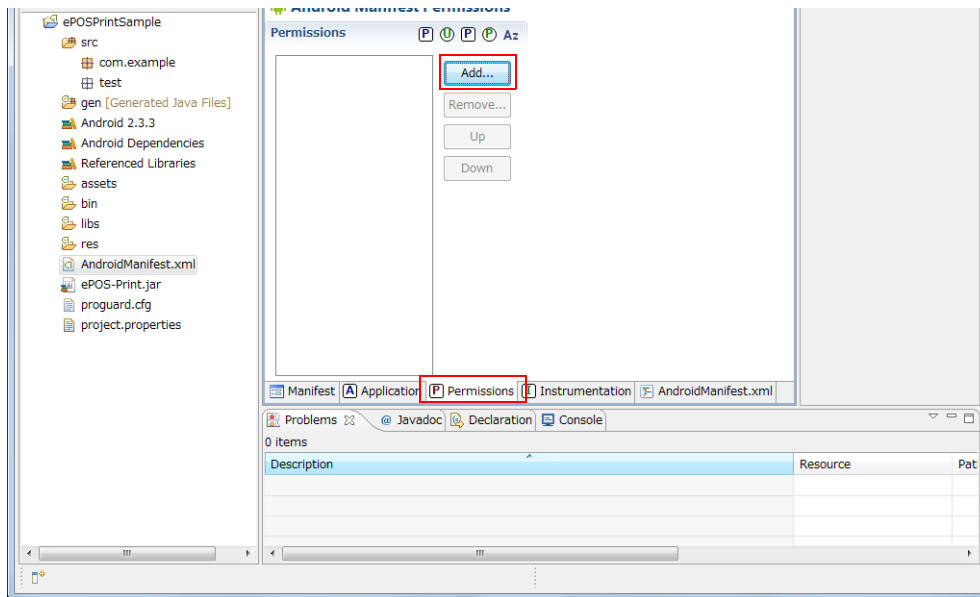 Android Manifest Permissions
ePOSPrintSample
src
com.example
test
gen [Generated Java Files]
Android 2.3.3
Android Dependencies
Referenced Libraries
assets
bin
libs
res
AndroidManifest.xml
ePOS-Print.jar
proguard.cfg
project.properties
Permissions P U P P Az
Add...
Remove...
Up
Down
Manifest A Application P Permissions I Instrumentation AndroidManifest.xml
Problems @ Javadoc Declaration Console
0 items
Description Resource Pat